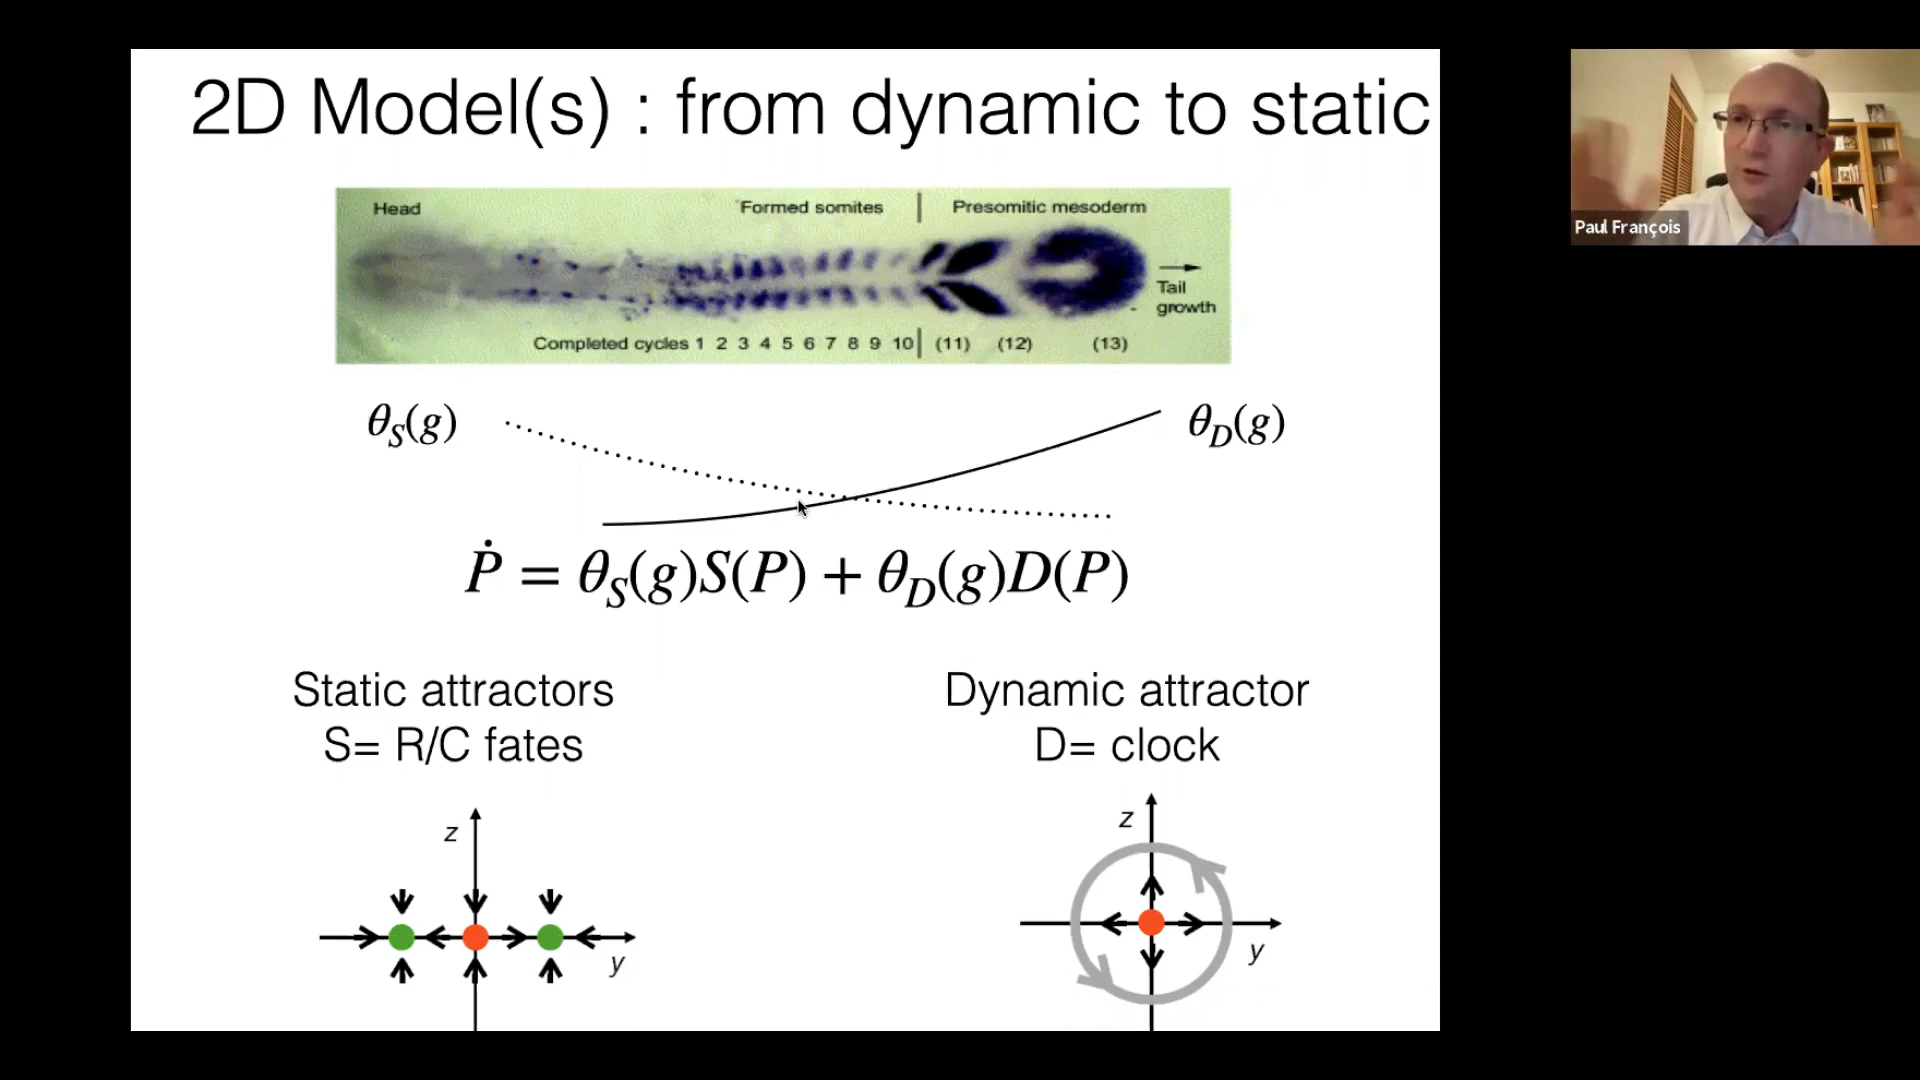 2D Model(s) : from dynamic to static
Paul François
Head
Formed somites
Presomitic mesoderm
Tail
growth
Completed cycles 1 2 3 4 5 6 7 8 9 10 (11) (12) (13)
θ_S(g)
θ_D(g)
Ṗ = θ_S(g)S(P) + θ_D(g)D(P)
Static attractors
S= R/C fates
Dynamic attractor
D= clock
z
y
z
y